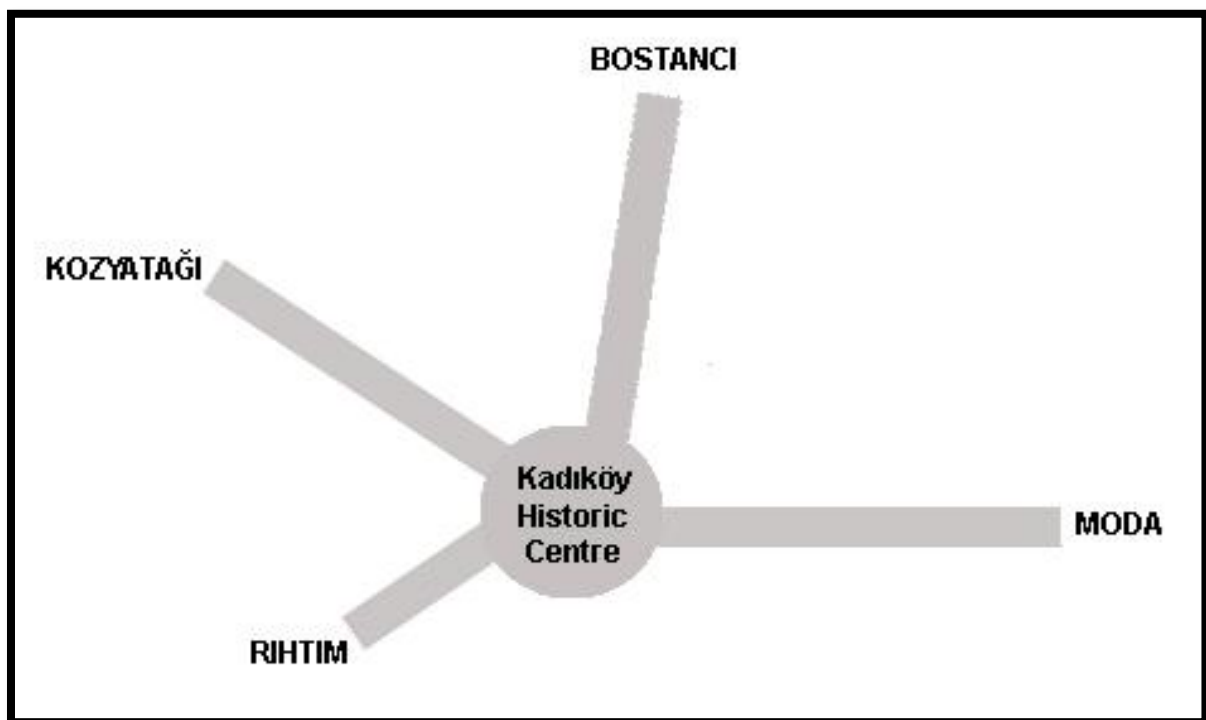 BOSTANCI
KOZYATAĞI
Kadıköy
Historic
Centre
MODA
RIHTIM